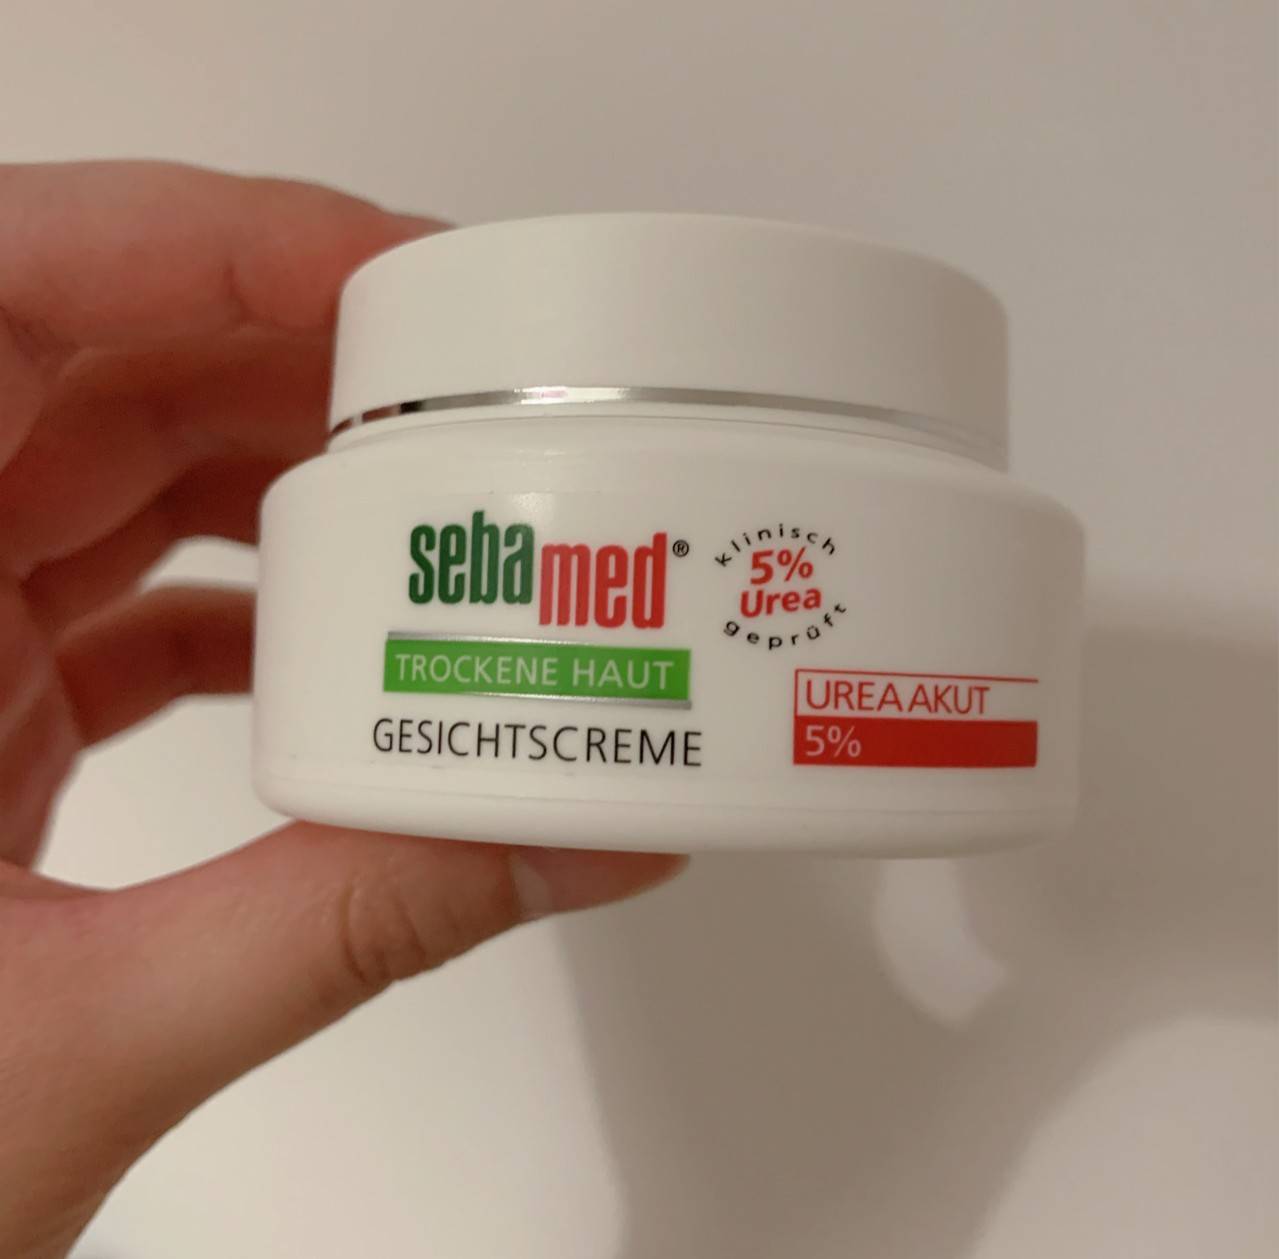 sebamed®
klinisch
5%
Urea
geprüft
TROCKENE HAUT
GESICHTSCREME
UREA AKUT
5%